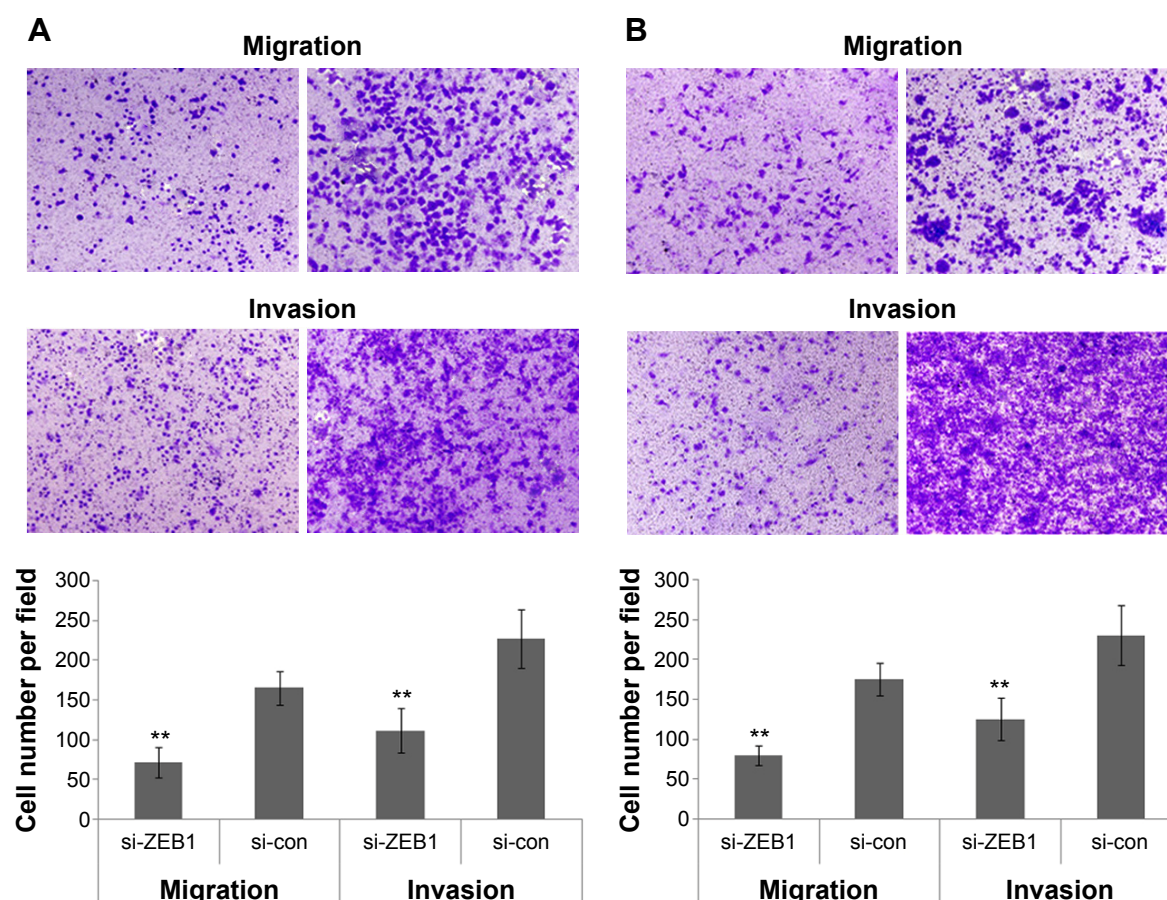 A
Migration
Invasion
Cell number per field
300
250
200
150
100
50
0
**
**
si-ZEB1 si-con si-ZEB1 si-con
Migration Invasion
B
Migration
Invasion
Cell number per field
300
250
200
150
100
50
0
**
**
si-ZEB1 si-con si-ZEB1 si-con
Migration Invasion